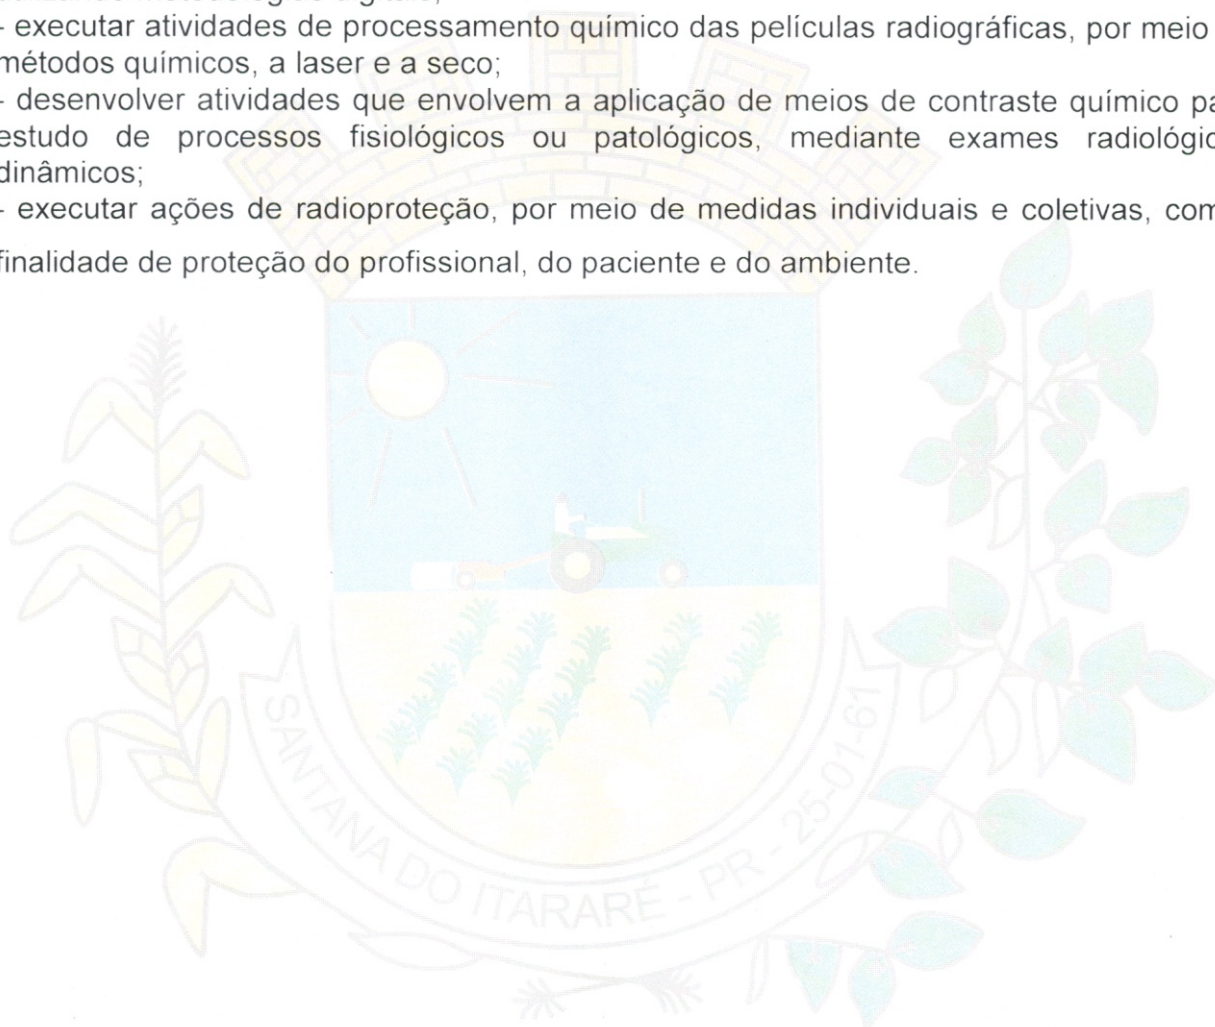 - executar atividades de processamento químico das películas radiográficas, por meio
métodos químicos, a laser e a seco;
- desenvolver atividades que envolvem a aplicação de meios de contraste químico pa
estudo de processos fisiológicos ou patológicos, mediante exames radiológic
dinâmicos;
- executar ações de radioproteção, por meio de medidas individuais e coletivas, com
finalidade de proteção do profissional, do paciente e do ambiente.
SANTANA DO ITARARÉ - PR - 25-01-61